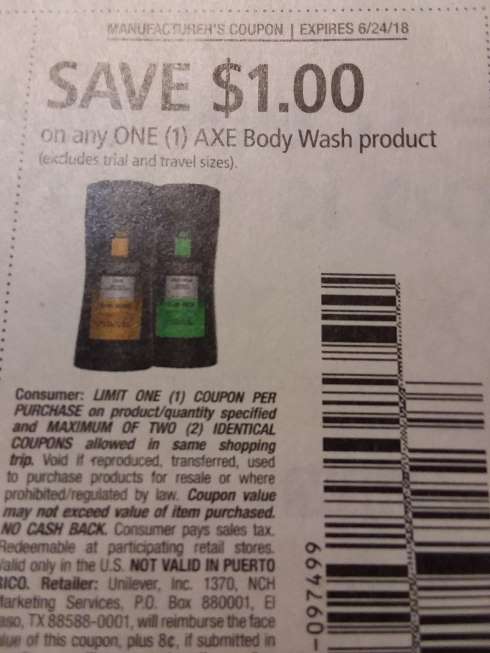 MANUFACTURER'S COUPON | EXPIRES 6/24/18
SAVE $1.00
on any ONE (1) AXE Body Wash product
(excludes trial and travel sizes).
Consumer: LIMIT ONE (1) COUPON PER
PURCHASE on product/quantity specified
and MAXIMUM OF TWO (2) IDENTICAL
COUPONS allowed in same shopping
trip. Void if reproduced, transferred, used
to purchase products for resale or where
prohibited/regulated by law. Coupon value
may not exceed value of item purchased.
NO CASH BACK. Consumer pays sales tax.
Redeemable at participating retail stores.
Valid only in the U.S. NOT VALID IN PUERTO
RICO. Retailer: Unilever, Inc. 1370, NCH
Marketing Services, P.O. Box 880001, El
aso, TX 88588-0001, will reimburse the face
lue of this coupon, plus 8¢, if submitted in
-097499